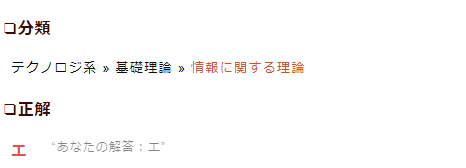 ❏分類
テクノロジ系 » 基礎理論 » 情報に関する理論
❏正解
エ “あなたの解答：エ”